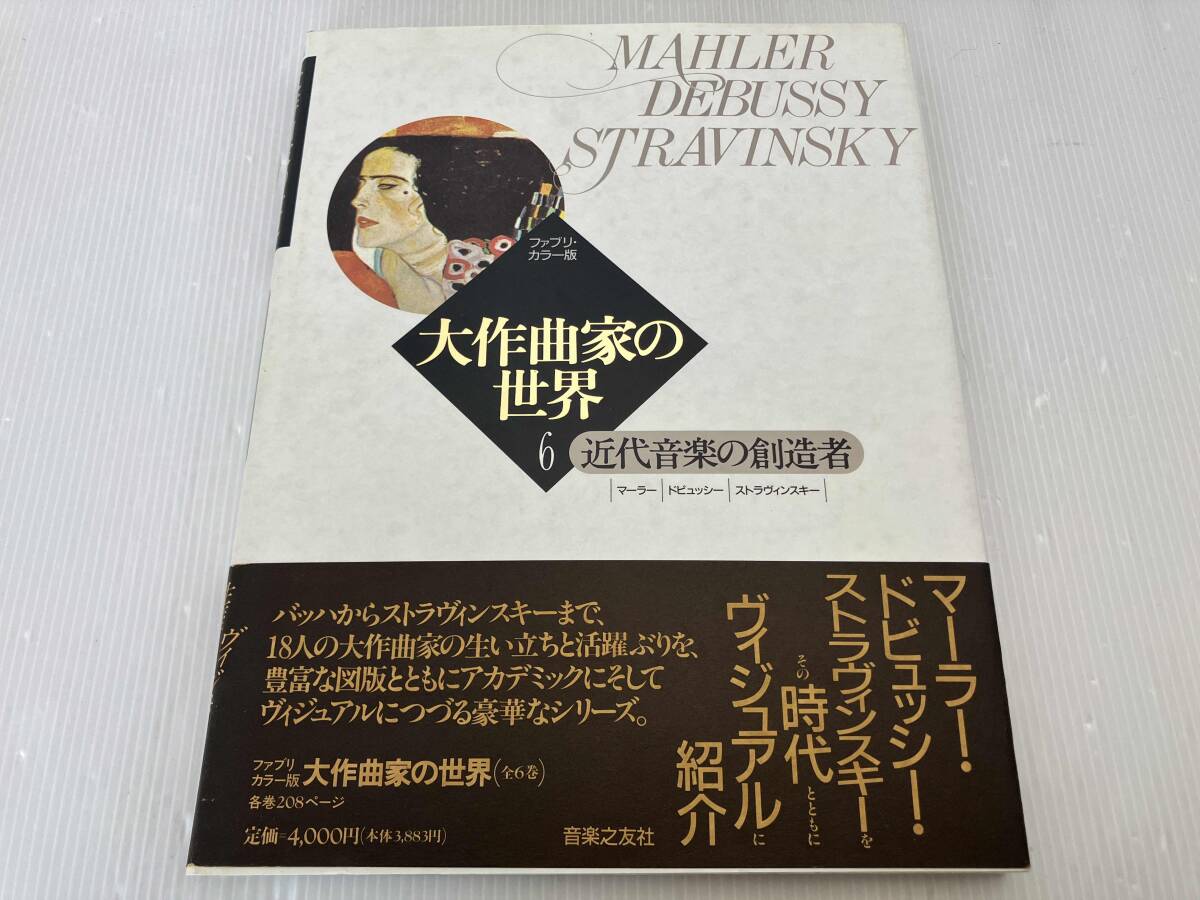 MAHLER
DEBUSSY
STRAVINSKY
ファブリ・
カラー版
大作曲家の
世界
6
近代音楽の創造者
マーラー
ドビュッシー
ストラヴィンスキー
マーラー・
ドビュッシー・
ストラヴィンスキーを
その時代とともに
ヴィジュアルに
紹介
バッハからストラヴィンスキーまで、
18人の大作曲家の生い立ちと活躍ぶりを、
豊富な図版とともにアカデミックにそして
ヴィジュアルにつづる豪華なシリーズ。
ファブリ
カラー版
大作曲家の世界(全6巻)
各巻208ページ
定価=4,000円(本体3,883円)
音楽之友社